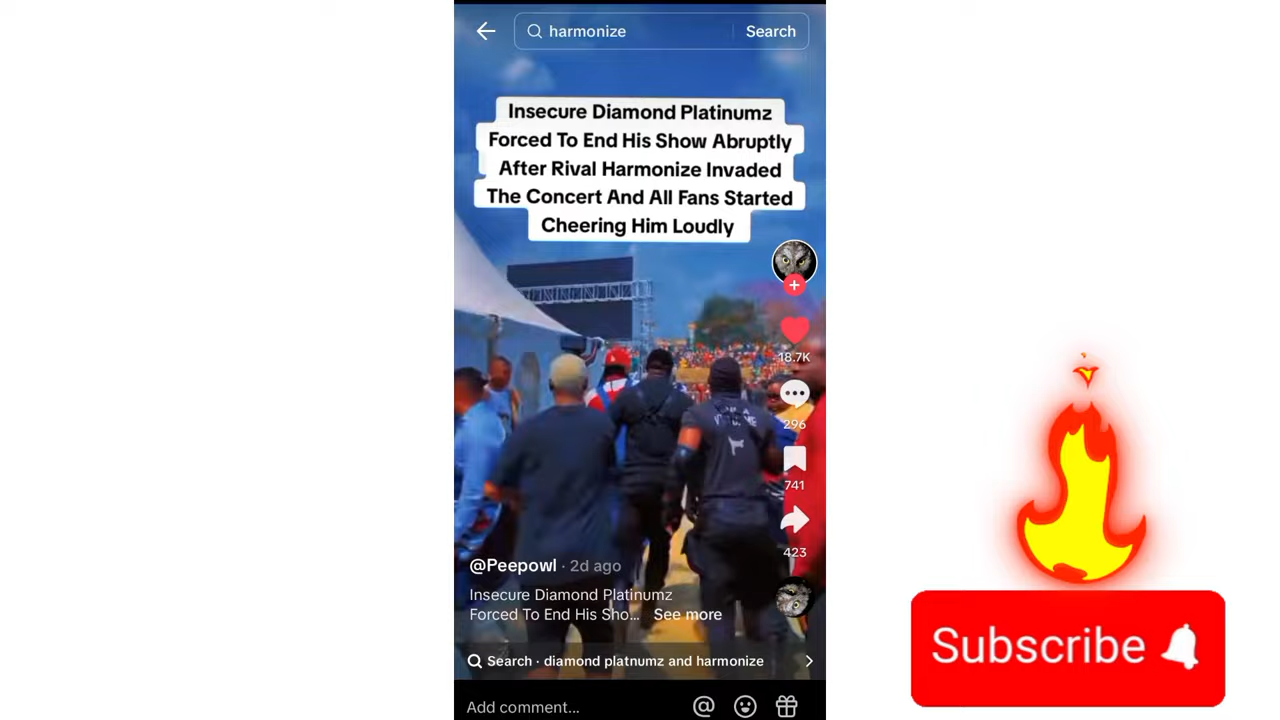 harmonize
Search
Insecure Diamond Platinumz
Forced To End His Show Abruptly
After Rival Harmonize Invaded
The Concert And All Fans Started
Cheering Him Loudly
18.7K
296
741
423
@Peepowl · 2d ago
Insecure Diamond Platinumz
Forced To End His Sho... See more
Search · diamond platnumz and harmonize
Add comment...
Subscribe